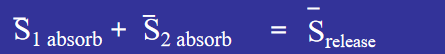 S̅₁ absorb + S̅₂ absorb = S̅release